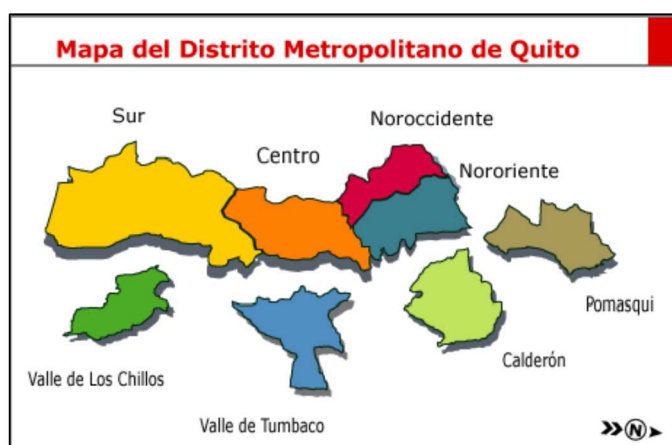 Mapa del Distrito Metropolitano de Quito
Sur
Noroccidente
Centro
Nororiente
Pomasqui
Calderón
Valle de Los Chillos
Valle de Tumbaco
N